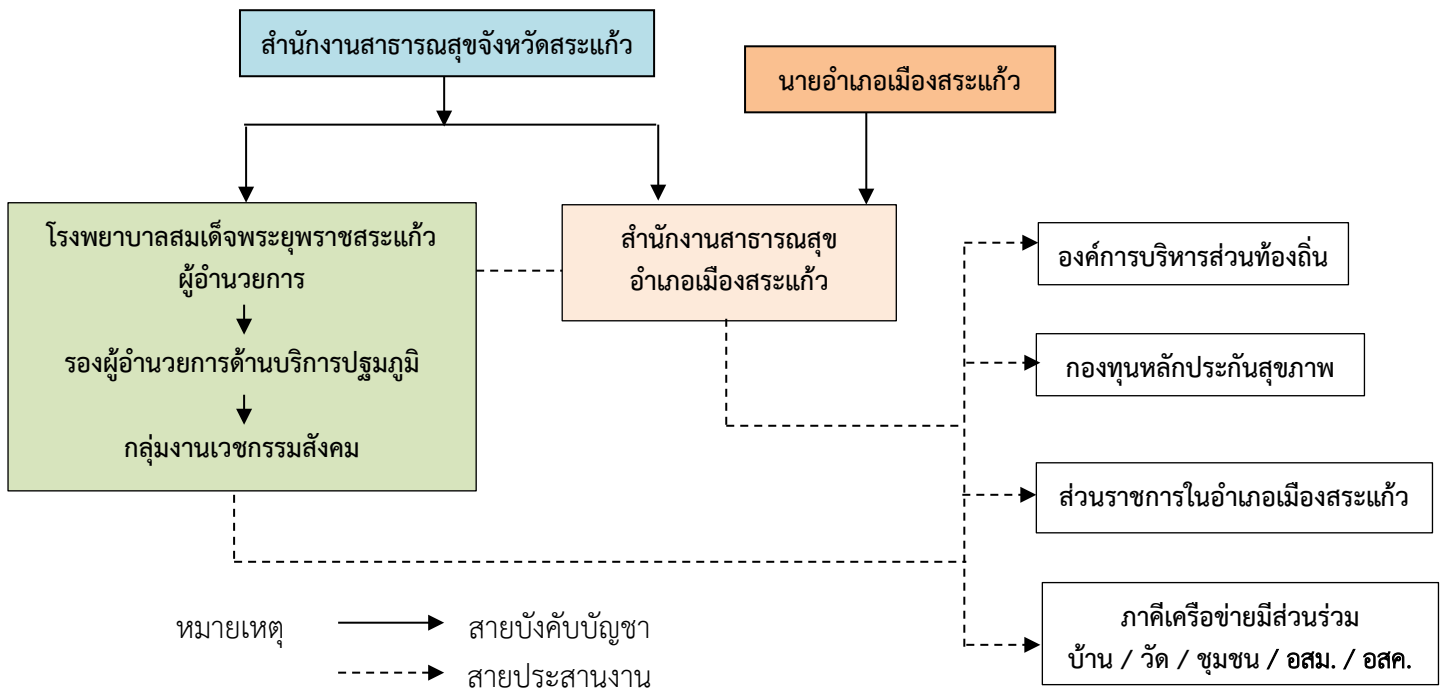 สำนักงานสาธารณสุขจังหวัดสระแก้ว
นายอำเภอเมืองสระแก้ว
โรงพยาบาลสมเด็จพระยุพราชสระแก้ว
ผู้อำนวยการ
รองผู้อำนวยการด้านบริการปฐมภูมิ
กลุ่มงานเวชกรรมสังคม
สำนักงานสาธารณสุข
อำเภอเมืองสระแก้ว
องค์การบริหารส่วนท้องถิ่น
กองทุนหลักประกันสุขภาพ
ส่วนราชการในอำเภอเมืองสระแก้ว
ภาคีเครือข่ายมีส่วนร่วม
บ้าน / วัด / ชุมชน / อสม. / อสค.
หมายเหตุ
สายบังคับบัญชา
สายประสานงาน